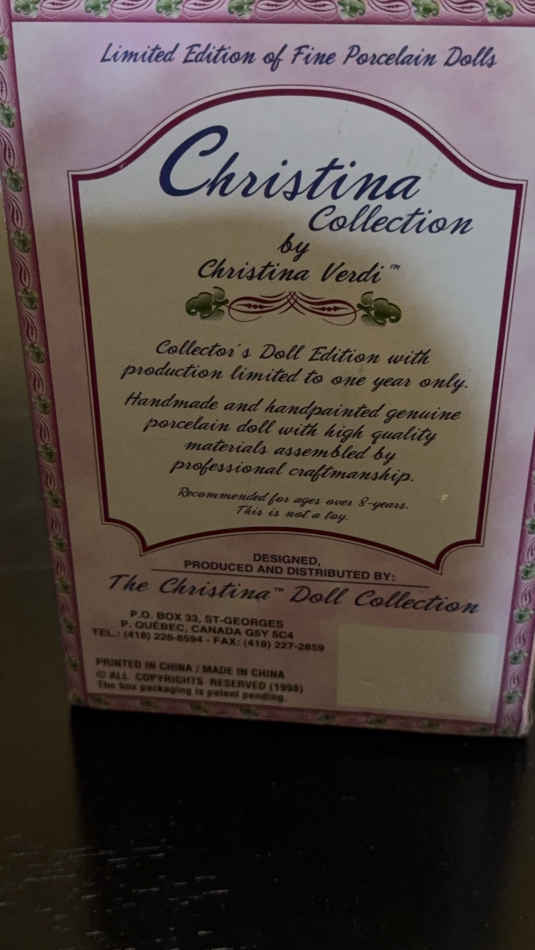 Limited Edition of Fine Porcelain Dolls
Christina
Collection
by
Christina Verdi™
Collector's Doll Edition with
production limited to one year only.
Handmade and handpainted genuine
porcelain doll with high quality
materials assembled by
professional craftmanship.
Recommended for ages over 8-years.
This is not a toy.
DESIGNED,
PRODUCED AND DISTRIBUTED BY:
The Christina™ Doll Collection
P.O. BOX 33, ST-GEORGES
P. QUÉBEC, CANADA G5Y 5C4
TEL.: (418) 226-8594 - FAX: (418) 227-2859
PRINTED IN CHINA / MADE IN CHINA
© ALL COPYRIGHTS RESERVED (1998)
The box packaging is patent pending.